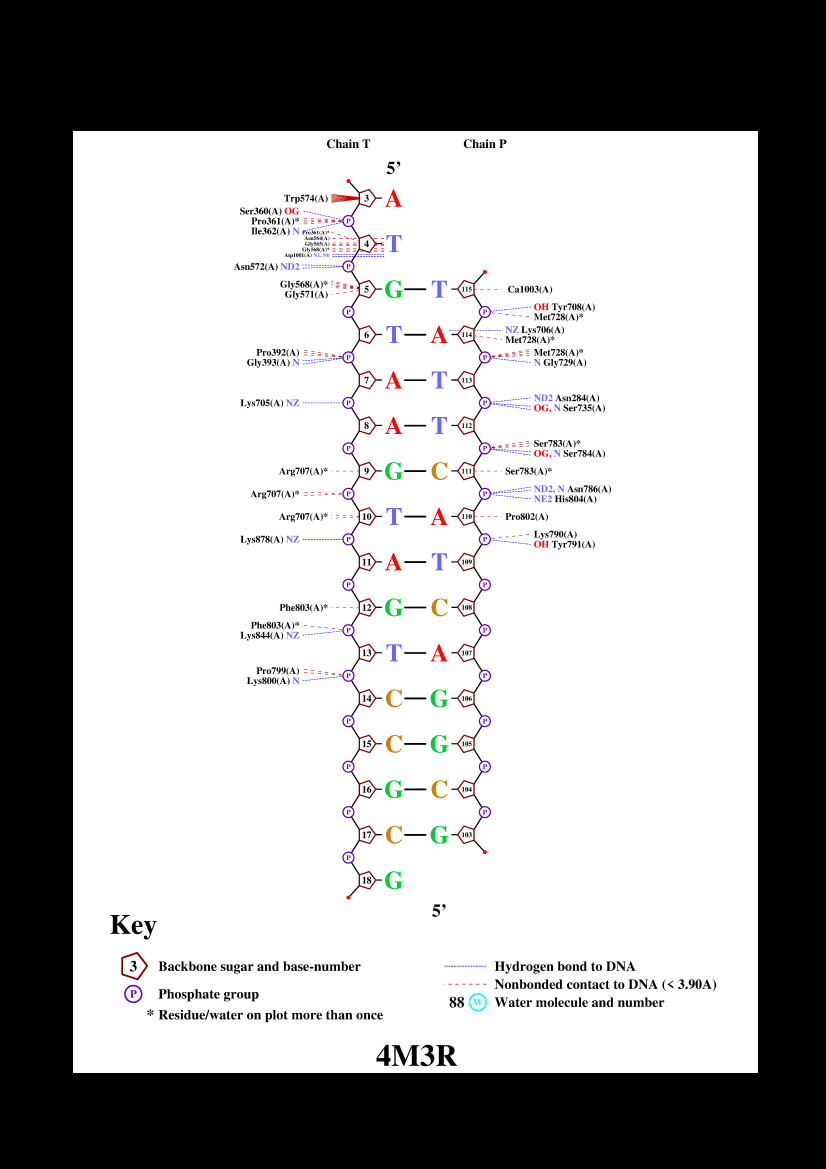 Chain T Chain P
5’
Trp574(A) 3 A
Ser360(A) OG
Pro361(A)* P
Ile362(A) N
Pro361(A)*
Asn564(A)
4 T
Gly565(A)
Gly568(A)*
Atp1001(A) N1, N6
Asn572(A) ND2 P
Gly568(A)*
Gly571(A)
5 G T 115 Ca1003(A)
P P OH Tyr708(A)
Met728(A)*
6 T A 114 NZ Lys706(A)
Met728(A)*
Pro392(A)
Gly393(A) N
P P Met728(A)*
N Gly729(A)
7 A T 113
Lys705(A) NZ P P ND2 Asn284(A)
OG, N Ser735(A)
8 A T 112
P P Ser783(A)*
OG, N Ser784(A)
Arg707(A)* 9 G C 111 Ser783(A)*
Arg707(A)* P P ND2, N Asn786(A)
NE2 His804(A)
Arg707(A)* 10 T A 110 Pro802(A)
Lys878(A) NZ P P Lys790(A)
OH Tyr791(A)
11 A T 109
P P
Phe803(A)* 12 G C 108
Phe803(A)*
Lys844(A) NZ
P P
13 T A 107
Pro799(A)
Lys800(A) N
P P
14 C G 106
P P
15 C G 105
P P
16 G C 104
P P
17 C G 103
P
18 G
5’
Key
3 Backbone sugar and base-number
P Phosphate group
* Residue/water on plot more than once
Hydrogen bond to DNA
Nonbonded contact to DNA (< 3.90A)
88 W Water molecule and number
4M3R